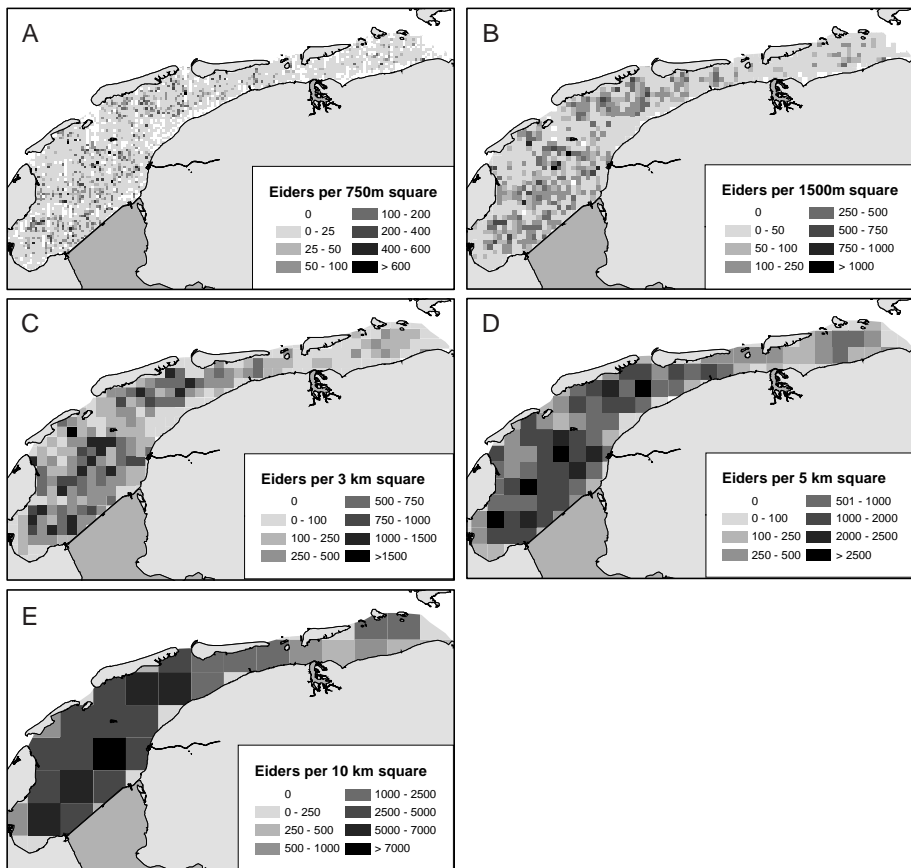 A
Eiders per 750m square
0 100 - 200
0 - 25 200 - 400
25 - 50 400 - 600
50 - 100 > 600
B
Eiders per 1500m square
0 250 - 500
0 - 50 500 - 750
50 - 100 750 - 1000
100 - 250 > 1000
C
Eiders per 3 km square
0 500 - 750
0 - 100 750 - 1000
100 - 250 1000 - 1500
250 - 500 >1500
D
Eiders per 5 km square
0 501 - 1000
0 - 100 1000 - 2000
100 - 250 2000 - 2500
250 - 500 > 2500
E
Eiders per 10 km square
0 1000 - 2500
0 - 250 2500 - 5000
250 - 500 5000 - 7000
500 - 1000 > 7000